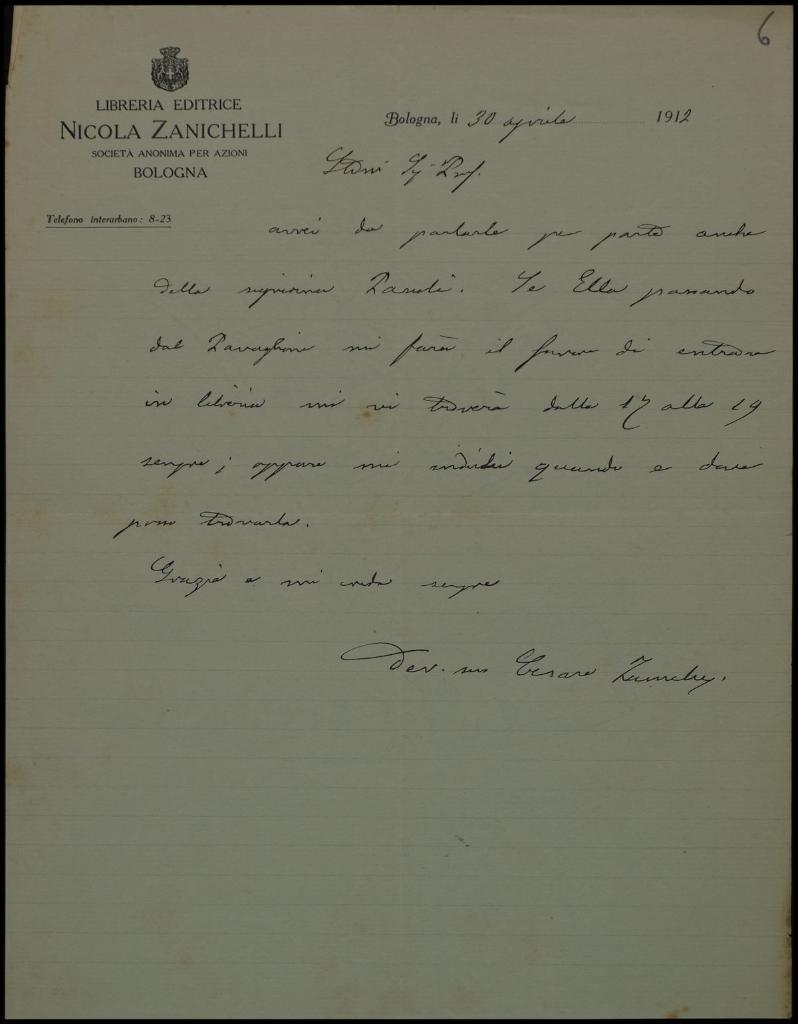 6
LIBRERIA EDITRICE
NICOLA ZANICHELLI
SOCIETÀ ANONIMA PER AZIONI
BOLOGNA
Telefono interurbano: 8-23
Bologna, li 30 aprile 1912
Sig. Prof.
avrei da parlarle per parte anche
della signorina Pascoli. Se Ella passando
dal Pavaglione mi farà il favore di entrare
in libreria mi vi troverà dalle 17 alle 19
sempre; oppure mi indichi quando e dove
posso trovarla.
Grazie e mi creda sempre
Dev. suo Cesare